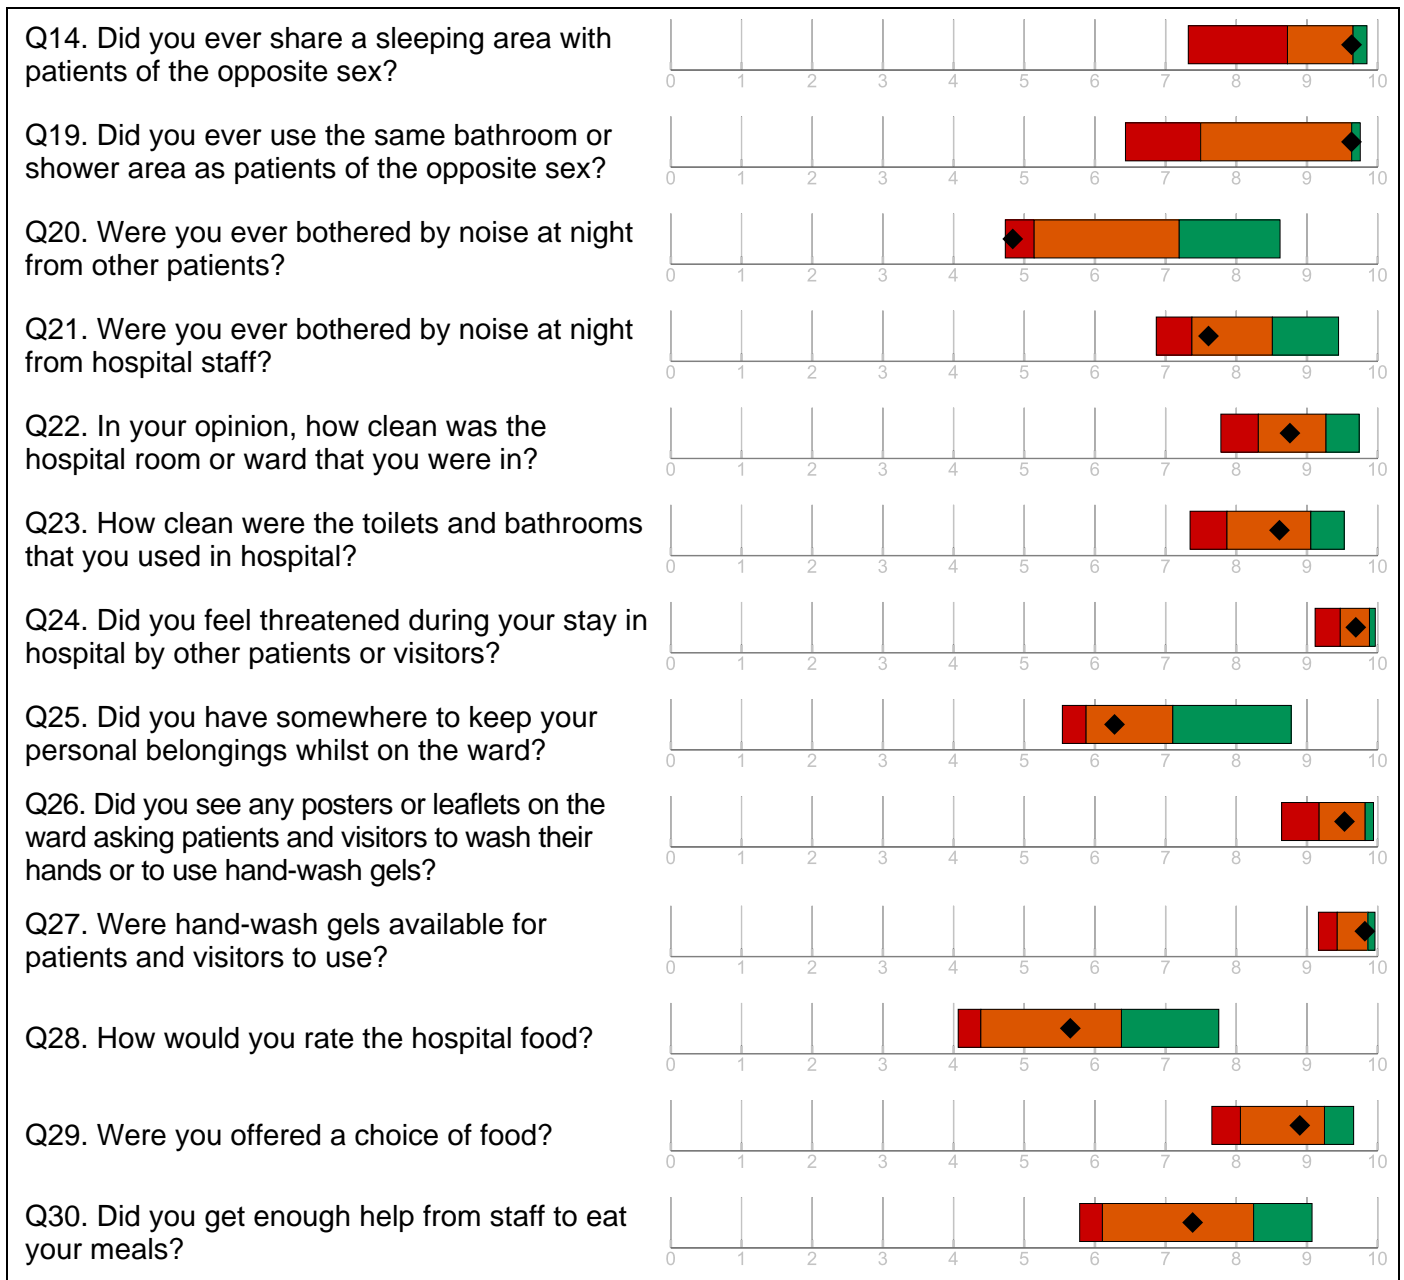 Q14. Did you ever share a sleeping area with
patients of the opposite sex?
0 1 2 3 4 5 6 7 8 9 10
Q19. Did you ever use the same bathroom or
shower area as patients of the opposite sex?
0 1 2 3 4 5 6 7 8 9 10
Q20. Were you ever bothered by noise at night
from other patients?
0 1 2 3 4 5 6 7 8 9 10
Q21. Were you ever bothered by noise at night
from hospital staff?
0 1 2 3 4 5 6 7 8 9 10
Q22. In your opinion, how clean was the
hospital room or ward that you were in?
0 1 2 3 4 5 6 7 8 9 10
Q23. How clean were the toilets and bathrooms
that you used in hospital?
0 1 2 3 4 5 6 7 8 9 10
Q24. Did you feel threatened during your stay in
hospital by other patients or visitors?
0 1 2 3 4 5 6 7 8 9 10
Q25. Did you have somewhere to keep your
personal belongings whilst on the ward?
0 1 2 3 4 5 6 7 8 9 10
Q26. Did you see any posters or leaflets on the
ward asking patients and visitors to wash their
hands or to use hand-wash gels?
0 1 2 3 4 5 6 7 8 9 10
Q27. Were hand-wash gels available for
patients and visitors to use?
0 1 2 3 4 5 6 7 8 9 10
Q28. How would you rate the hospital food?
0 1 2 3 4 5 6 7 8 9 10
Q29. Were you offered a choice of food?
0 1 2 3 4 5 6 7 8 9 10
Q30. Did you get enough help from staff to eat
your meals?
0 1 2 3 4 5 6 7 8 9 10